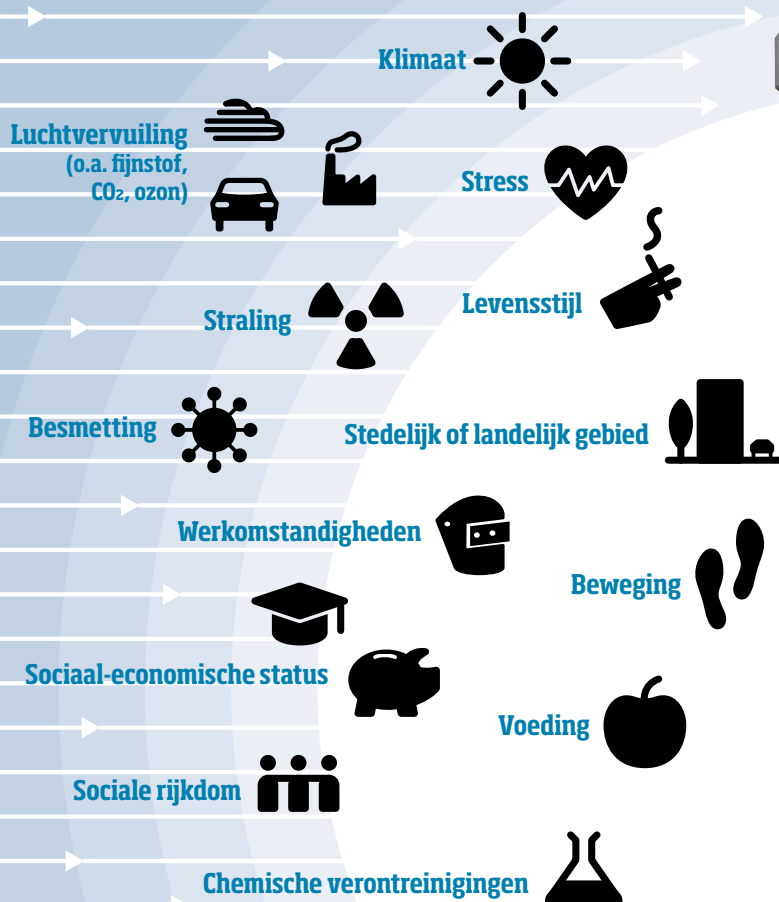 Klimaat
Luchtvervuiling
(o.a. fijnstof,
CO₂, ozon)
Stress
Straling
Levensstijl
Besmetting
Stedelijk of landelijk gebied
Werkomstandigheden
Beweging
Sociaal-economische status
Voeding
Sociale rijkdom
Chemische verontreinigingen